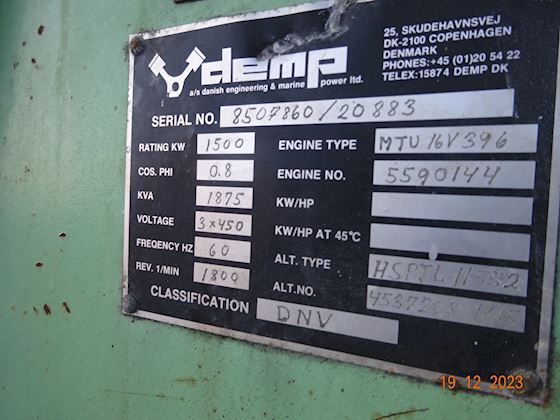 demp
a/s danish engineering & marine power ltd.
25, SKUDEHAVNSVEJ
DK-2100 COPENHAGEN
DENMARK
PHONES:+45 (01)20 54 22
TELEX:15874 DEMP DK
SERIAL NO. 8507860/20883
RATING KW 1500
COS. PHI 0.8
KVA 1875
VOLTAGE 3×450
FREQENCY HZ 60
REV. 1/MIN 1800
ENGINE TYPE MTU 16V396
ENGINE NO. 5590144
KW/HP
KW/HP AT 45°C
ALT. TYPE
ALT.NO.
CLASSIFICATION DNV
19 12 2023